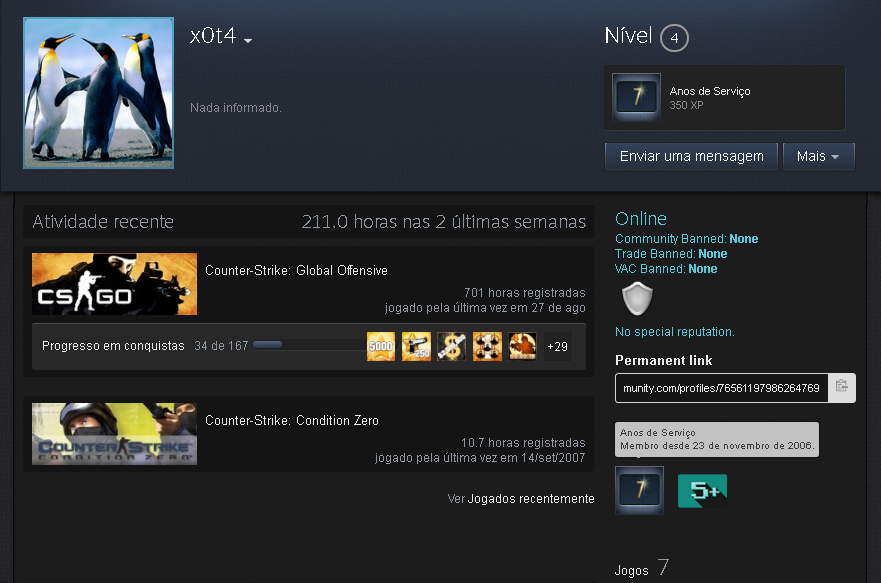 x0t4
Nível 4
Nada informado.
7
Anos de Serviço
350 XP
Enviar uma mensagem
Mais
Atividade recente
211.0 horas nas 2 últimas semanas
CS GO
Counter-Strike: Global Offensive
701 horas registradas
jogado pela última vez em 27 de ago
Progresso em conquistas 34 de 167
5000
250
+29
COUNTER STRIKE
CONDITION ZERO
Counter-Strike: Condition Zero
10.7 horas registradas
jogado pela última vez em 14/set/2007
Ver Jogados recentemente
Online
Community Banned: None
Trade Banned: None
VAC Banned: None
No special reputation.
Permanent link
munity.com/profiles/76561197986264769
Anos de Serviço
Membro desde 23 de novembro de 2006.
7
5+
Jogos 7